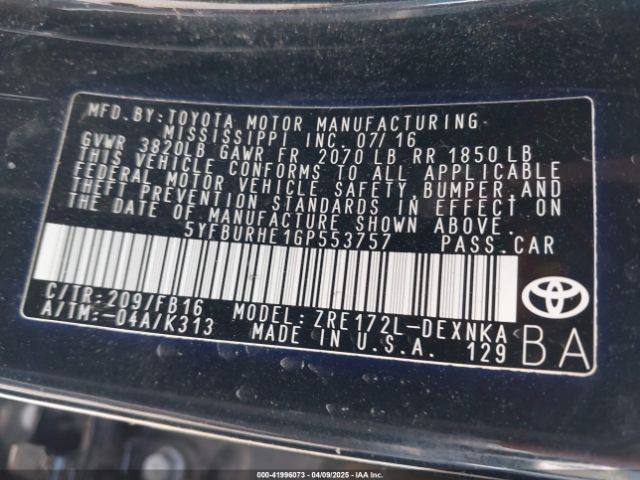 MFD.BY:TOYOTA MOTOR MANUFACTURING.
MISSISSIPPI INC. 07/16
GVWR 3820LB GAWR FR 2070 LB RR 1850 LB
THIS VEHICLE CONFORMS TO ALL APPLICABLE
FEDERAL MOTOR VEHICLE SAFETY, BUMPER, AND
THEFT PREVENTION STANDARDS IN EFFECT ON
THE DATE OF MANUFACTURE SHOWN ABOVE.
5YFBURHE1GP553757 PASS.CAR
C/TR:209/FB16 MODEL:ZRE172L-DEXNKA
A/TM:-04A/K313 MADE IN U.S.A. 129
TOYOTA
BA
000-41996073 - 04/09/2025 - IAA Inc.